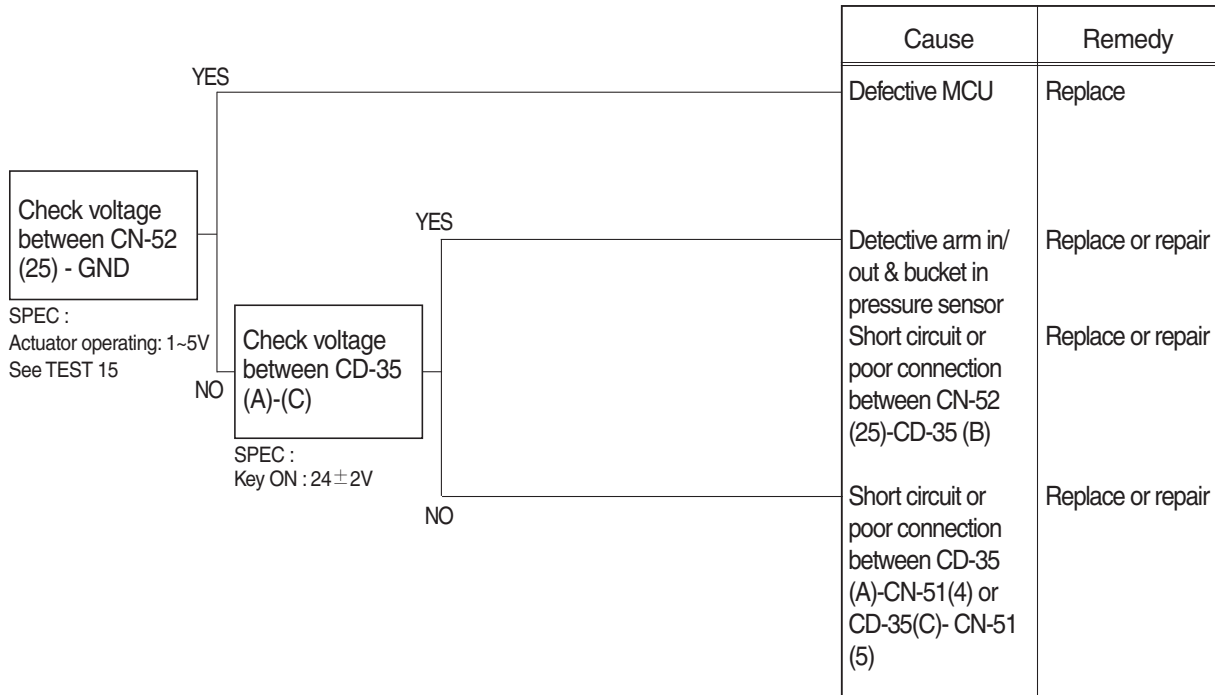 Cause
Remedy
YES
Defective MCU
Replace
Check voltage
between CN-52
(25) - GND
SPEC :
Actuator operating: 1~5V
See TEST 15
YES
Detective arm in/
out & bucket in
pressure sensor
Replace or repair
Short circuit or
poor connection
between CN-52
(25)-CD-35 (B)
Replace or repair
NO
Check voltage
between CD-35
(A)-(C)
SPEC :
Key ON : 24±2V
NO
Short circuit or
poor connection
between CD-35
(A)-CN-51(4) or
CD-35(C)- CN-51
(5)
Replace or repair